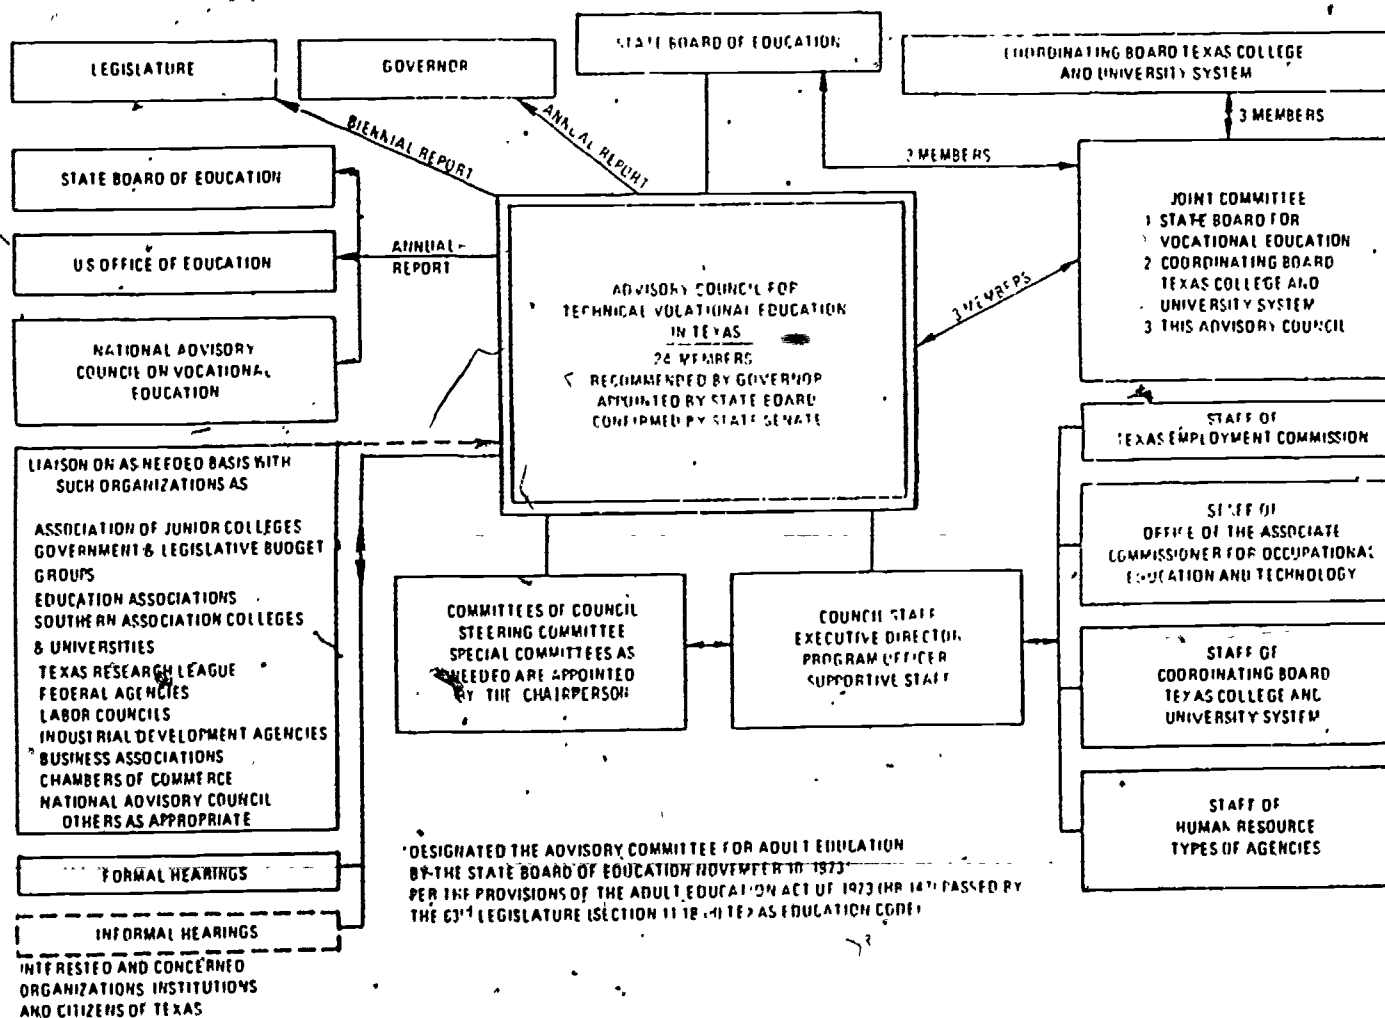 STATE BOARD OF EDUCATION
LEGISLATURE
GOVERNOR
COORDINATING BOARD TEXAS COLLEGE
AND UNIVERSITY SYSTEM
BIENNIAL REPORT
ANNUAL REPORT
3 MEMBERS
MEMBERS
STATE BOARD OF EDUCATION
US OFFICE OF EDUCATION
NATIONAL ADVISORY
COUNCIL ON VOCATIONAL
EDUCATION
ANNUAL
REPORT
ADVISORY COUNCIL FOR
TECHNICAL VOCATIONAL EDUCATION
IN TEXAS
24 MEMBERS
RECOMMENDED BY GOVERNOR
APPOINTED BY STATE BOARD
CONFIRMED BY STATE SENATE
3 MEMBERS
JOINT COMMITTEE
1 STATE BOARD FOR
VOCATIONAL EDUCATION
2 COORDINATING BOARD
TEXAS COLLEGE AND
UNIVERSITY SYSTEM
3 THIS ADVISORY COUNCIL
LIAISON ON AS NEEDED BASIS WITH
SUCH ORGANIZATIONS AS
ASSOCIATION OF JUNIOR COLLEGES
GOVERNMENT & LEGISLATIVE BUDGET
GROUPS
EDUCATION ASSOCIATIONS
SOUTHERN ASSOCIATION COLLEGES
& UNIVERSITIES
TEXAS RESEARCH LEAGUE
FEDERAL AGENCIES
LABOR COUNCILS
INDUSTRIAL DEVELOPMENT AGENCIES
BUSINESS ASSOCIATIONS
CHAMBERS OF COMMERCE
NATIONAL ADVISORY COUNCIL
OTHERS AS APPROPRIATE
COMMITTEES OF COUNCIL
STEERING COMMITTEE
SPECIAL COMMITTEES AS
NEEDED ARE APPOINTED
BY THE CHAIRPERSON
COUNCIL STAFF
EXECUTIVE DIRECTOR
PROGRAM OFFICER
SUPPORTIVE STAFF
STAFF OF
TEXAS EMPLOYMENT COMMISSION
STAFF OF
OFFICE OF THE ASSOCIATE
COMMISSIONER FOR OCCUPATIONAL
EDUCATION AND TECHNOLOGY
STAFF OF
COORDINATING BOARD
TEXAS COLLEGE AND
UNIVERSITY SYSTEM
STAFF OF
HUMAN RESOURCE
TYPES OF AGENCIES
FORMAL HEARINGS
INFORMAL HEARINGS
INTERESTED AND CONCERNED
ORGANIZATIONS INSTITUTIONS
AND CITIZENS OF TEXAS
DESIGNATED THE ADVISORY COMMITTEE FOR ADULT EDUCATION
BY THE STATE BOARD OF EDUCATION NOVEMBER 10 1973
PER THE PROVISIONS OF THE ADULT EDUCATION ACT OF 1973 (HB 147) PASSED BY
THE 63rd LEGISLATURE (SECTION 11 18 TEXAS EDUCATION CODE)